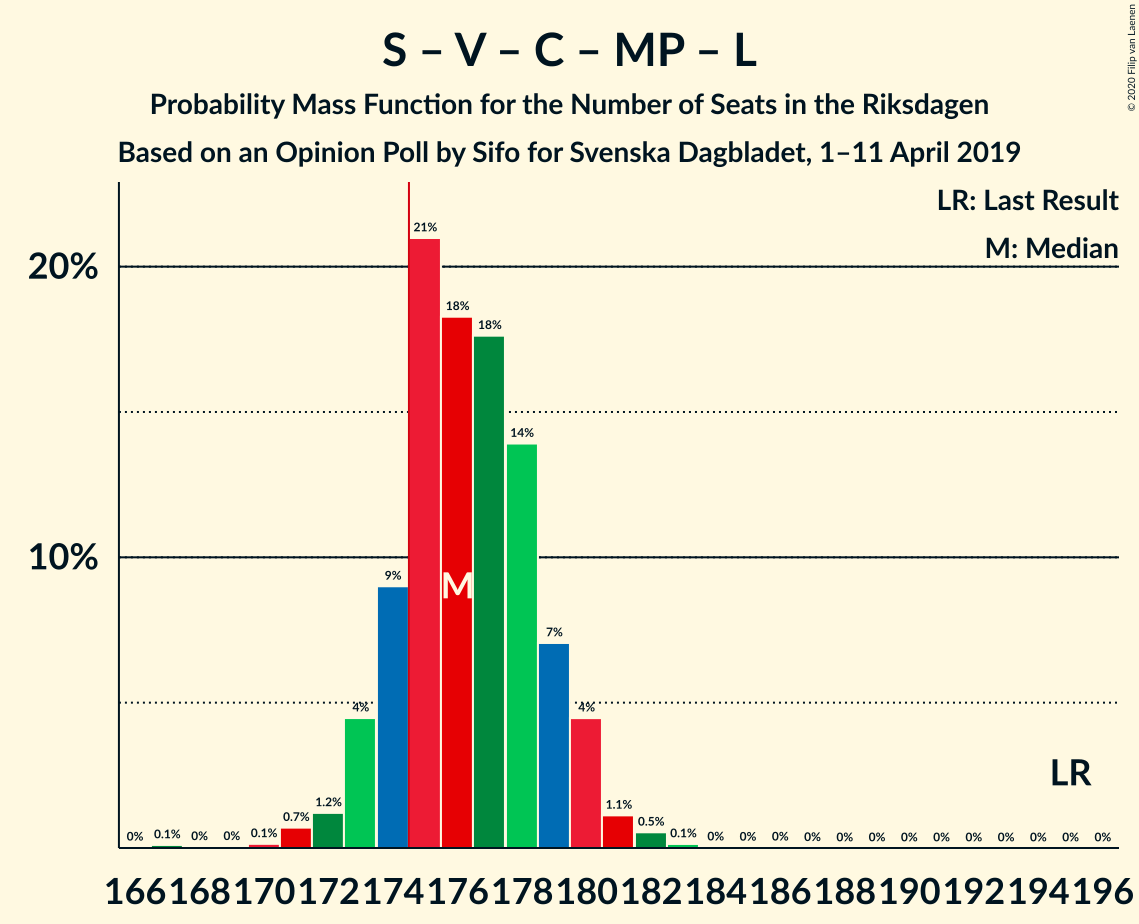 S – V – C – MP – L
Probability Mass Function for the Number of Seats in the Riksdagen
Based on an Opinion Poll by Sifo for Svenska Dagbladet, 1–11 April 2019
© 2020 Filip van Laenen
LR: Last Result
M: Median
20%
10%
0% 0.1% 0% 0% 0.1% 0.7% 1.2% 4% 9% 21% 18% 18% 14% 7% 4% 1.1% 0.5% 0.1% 0% 0% 0% 0% 0% 0% 0% 0% 0% 0% 0% 0% 0%
M
LR
166 168 170 172 174 176 178 180 182 184 186 188 190 192 194 196